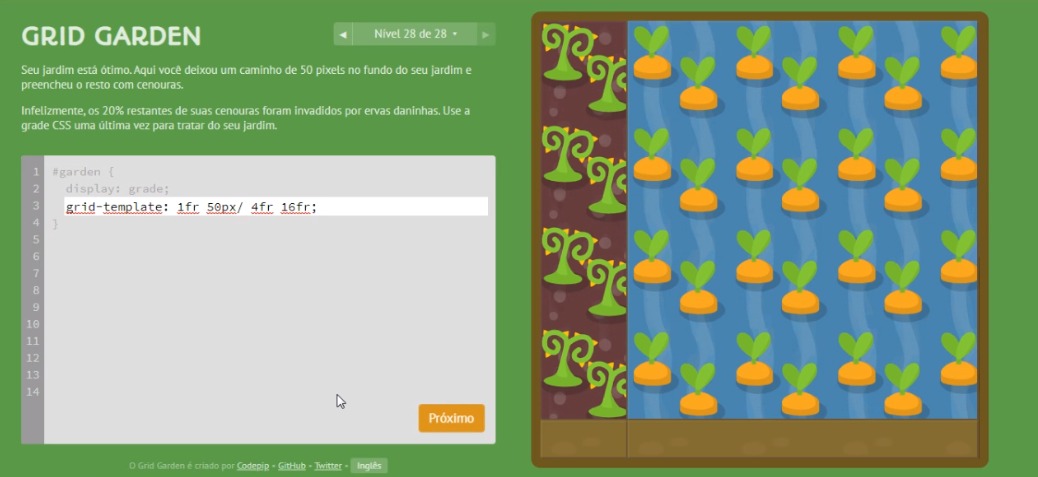 GRID GARDEN
◀ Nível 28 de 28 ▾ ▶
Seu jardim está ótimo. Aqui você deixou um caminho de 50 pixels no fundo do seu jardim e
preencheu o resto com cenouras.
Infelizmente, os 20% restantes de suas cenouras foram invadidos por ervas daninhas. Use a
grade CSS uma última vez para tratar do seu jardim.
1 #garden {
2 display: grade;
3 grid-template: 1fr 50px/ 4fr 16fr;
4 }
5
6
7
8
9
10
11
12
13
14
Próximo
O Grid Garden é criado por Codepip - GitHub - Twitter - Inglês